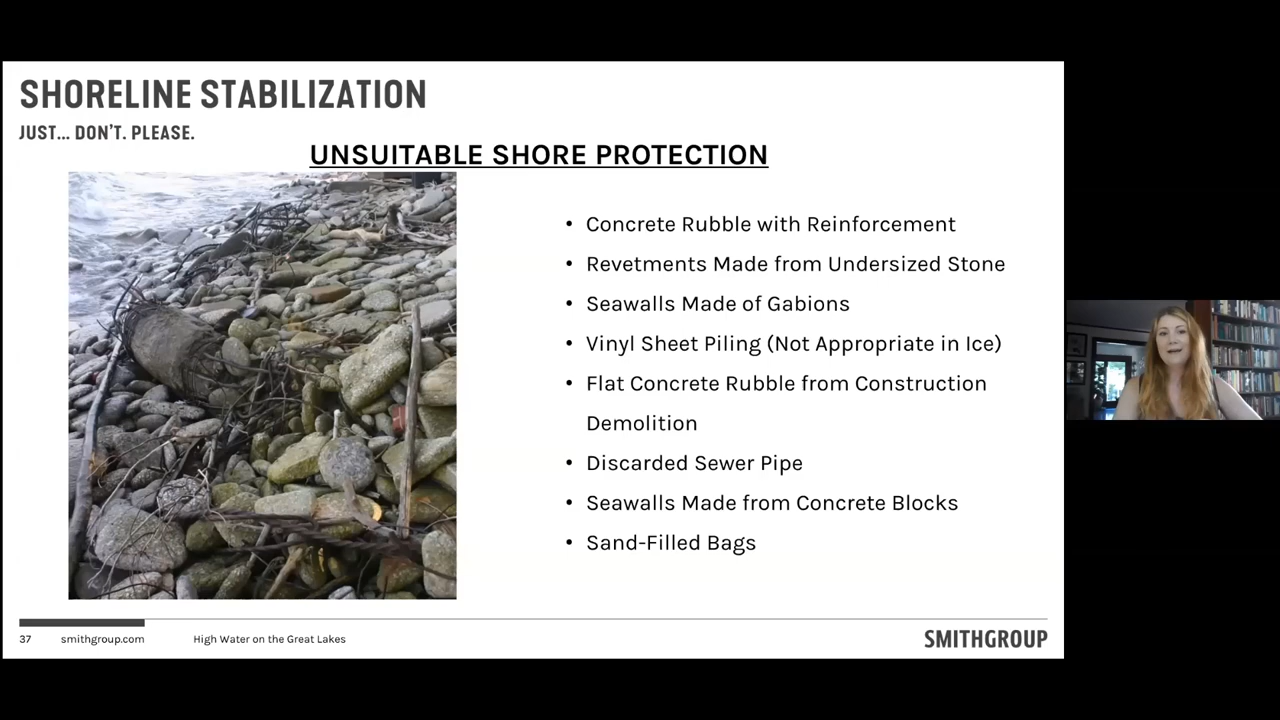 SHORELINE STABILIZATION
JUST... DON'T. PLEASE.
UNSUITABLE SHORE PROTECTION
• Concrete Rubble with Reinforcement
• Revetments Made from Undersized Stone
• Seawalls Made of Gabions
• Vinyl Sheet Piling (Not Appropriate in Ice)
• Flat Concrete Rubble from Construction
Demolition
• Discarded Sewer Pipe
• Seawalls Made from Concrete Blocks
• Sand-Filled Bags
37 smithgroup.com High Water on the Great Lakes SMITHGROUP